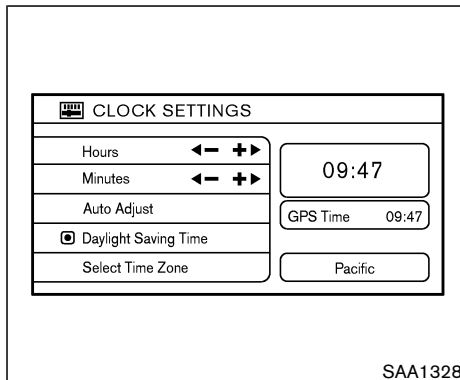 CLOCK SETTINGS
Hours
Minutes
Auto Adjust
Daylight Saving Time
Select Time Zone
09:47
GPS Time 09:47
Pacific
SAA1328